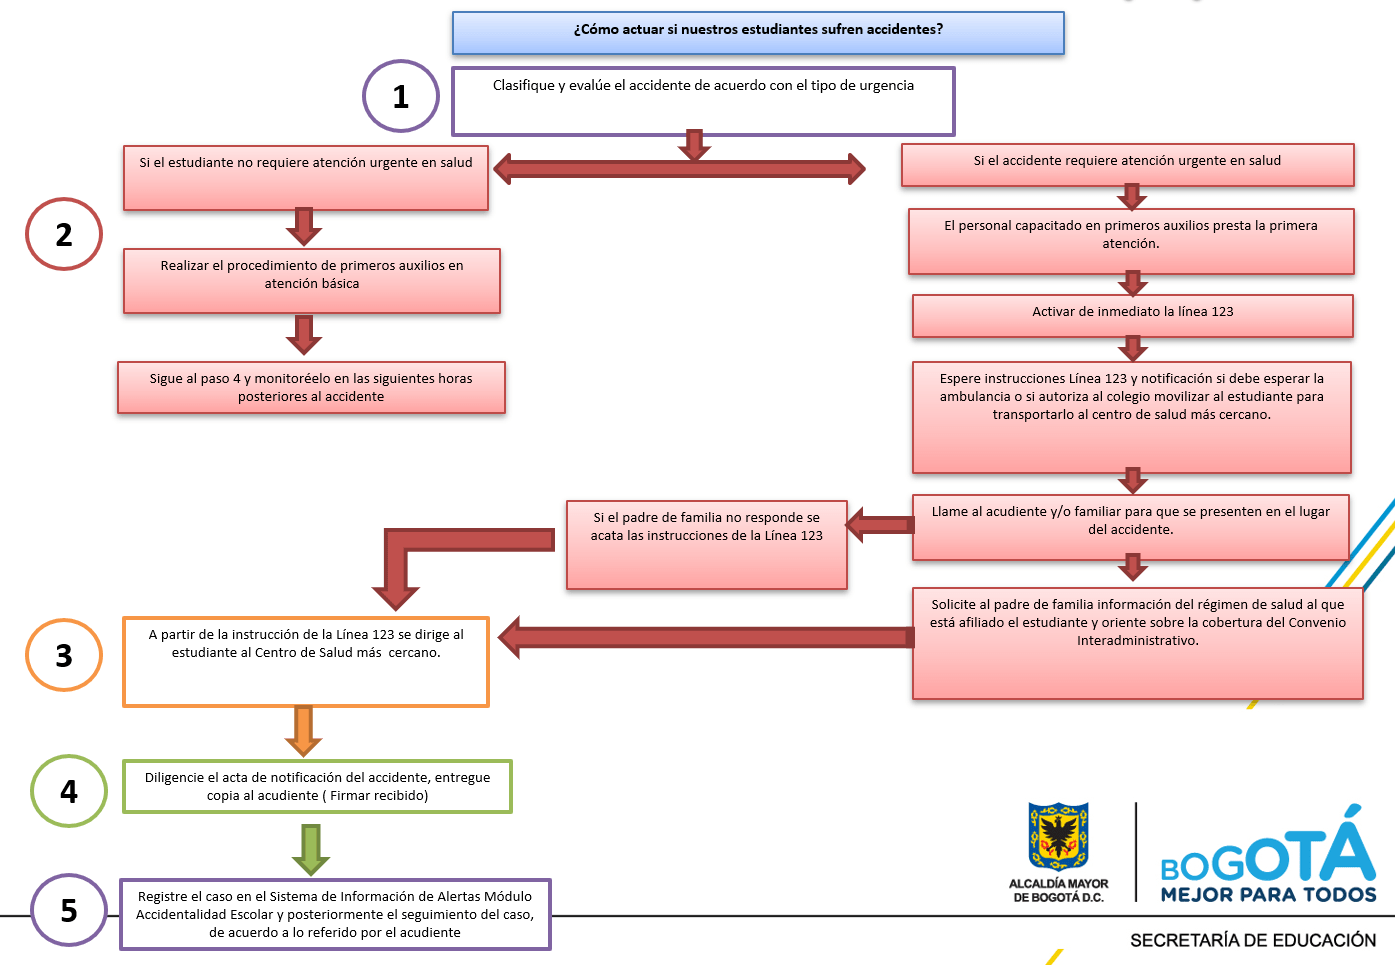 ¿Cómo actuar si nuestros estudiantes sufren accidentes?
1
Clasifique y evalúe el accidente de acuerdo con el tipo de urgencia
2
Si el estudiante no requiere atención urgente en salud
Realizar el procedimiento de primeros auxilios en
atención básica
Sigue al paso 4 y monitoréelo en las siguientes horas
posteriores al accidente
Si el accidente requiere atención urgente en salud
El personal capacitado en primeros auxilios presta la primera
atención.
Activar de inmediato la línea 123
Espere instrucciones Línea 123 y notificación si debe esperar la
ambulancia o si autoriza al colegio movilizar al estudiante para
transportarlo al centro de salud más cercano.
Llame al acudiente y/o familiar para que se presenten en el lugar
del accidente.
Si el padre de familia no responde se
acata las instrucciones de la Línea 123
Solicite al padre de familia información del régimen de salud al que
está afiliado el estudiante y oriente sobre la cobertura del Convenio
Interadministrativo.
3
A partir de la instrucción de la Línea 123 se dirige al
estudiante al Centro de Salud más  cercano.
4
Diligencie el acta de notificación del accidente, entregue
copia al acudiente ( Firmar recibido)
5
Registre el caso en el Sistema de Información de Alertas Módulo
Accidentalidad Escolar y posteriormente el seguimiento del caso,
de acuerdo a lo referido por el acudiente
ALCALDÍA MAYOR
DE BOGOTÁ D.C.
BOGOTÁ
MEJOR PARA TODOS
SECRETARÍA DE EDUCACIÓN